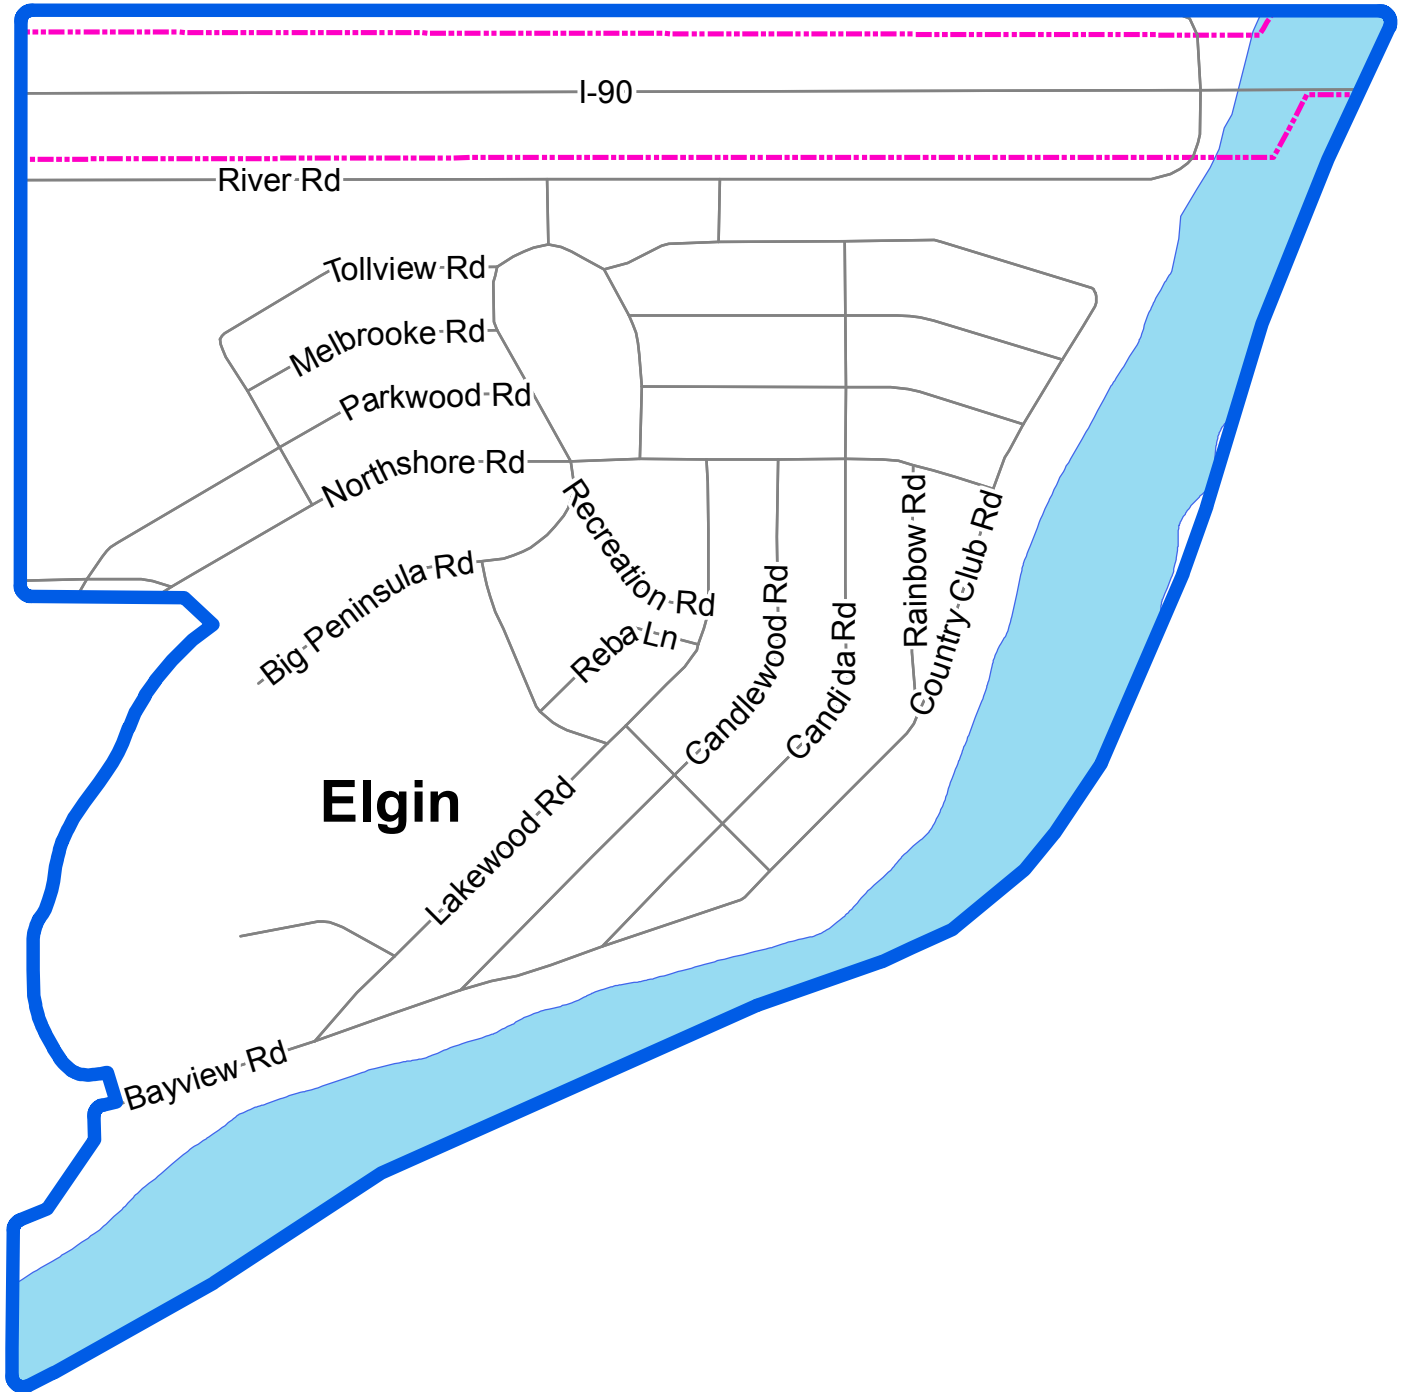 I-90
River Rd
Tollview Rd
Melbrooke Rd
Parkwood Rd
Northshore Rd
Recreation Rd
Rainbow Rd
Country Club Rd
Big Peninsula Rd
Candlewood Rd
Candida Rd
Reba Ln
Elgin
Lakewood Rd
Bayview Rd